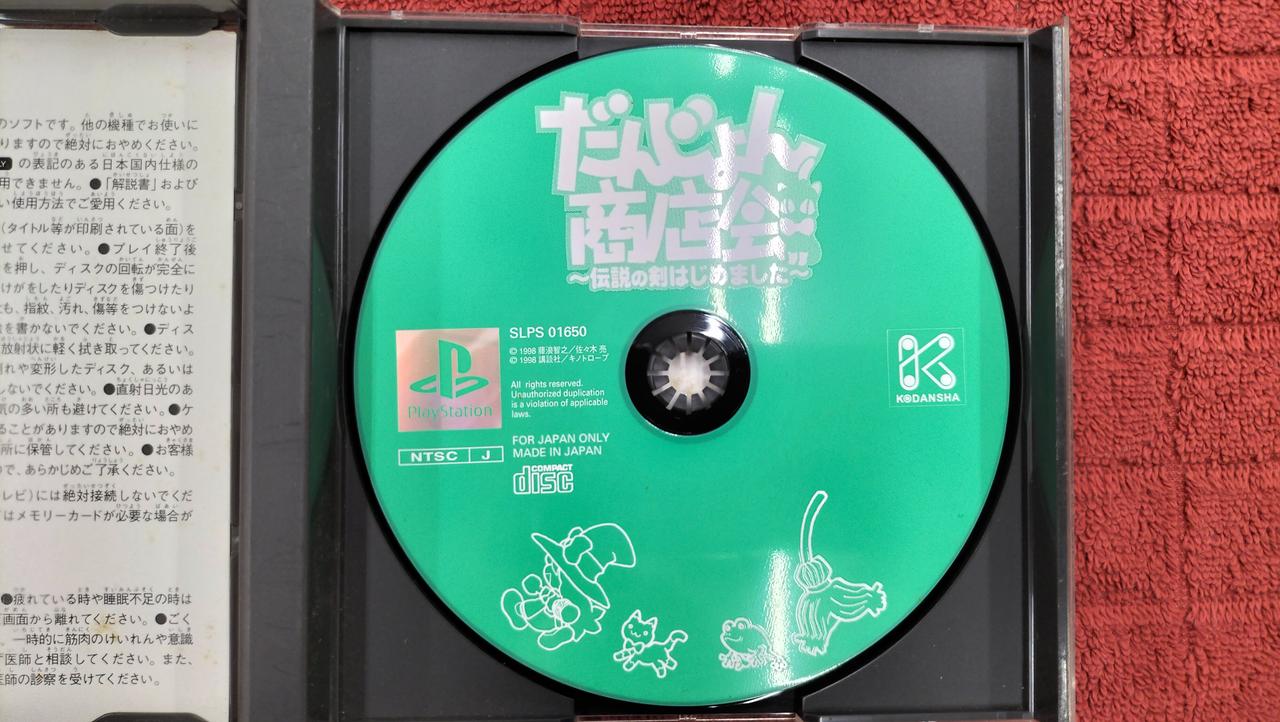 のソフトです。他の機種でお使いに
りますので絶対におやめください。
の表記のある日本国内仕様の
用できません。●「解説書」および
い使用方法でご愛用ください。
(タイトル等が印刷されている面)を
せてください。●プレイ終了後
を押し、ディスクの回転が完全に
けがをしたりディスクを傷つけたり
も、指紋、汚れ、傷等をつけないよ
を書かないでください。●ディス
放射状に軽く拭き取ってください。
れや変形したディスク、あるいは
しないでください。●直射日光のあ
気の多い所も避けてください。●ケ
ることがありますので絶対におやめ
所に保管してください。●お客様
で、あらかじめご了承ください。
レビ)には絶対接続しないでくだ
はメモリーカードが必要な場合が
●疲れている時や睡眠不足の時は
画面から離れてください。●ごく
一時的に筋肉のけいれんや意識
医師と相談してください。また、
医師の診察を受けてください。
だんじょん
商店会
~伝説の剣はじめました~
PlayStation
SLPS 01650
© 1998 藤浪智之/佐々木 亮
© 1998 講談社/キノトロープ
All rights reserved.
Unauthorized duplication
is a violation of applicable
laws.
NTSC J
FOR JAPAN ONLY
MADE IN JAPAN
COMPACT
disc
KODANSHA